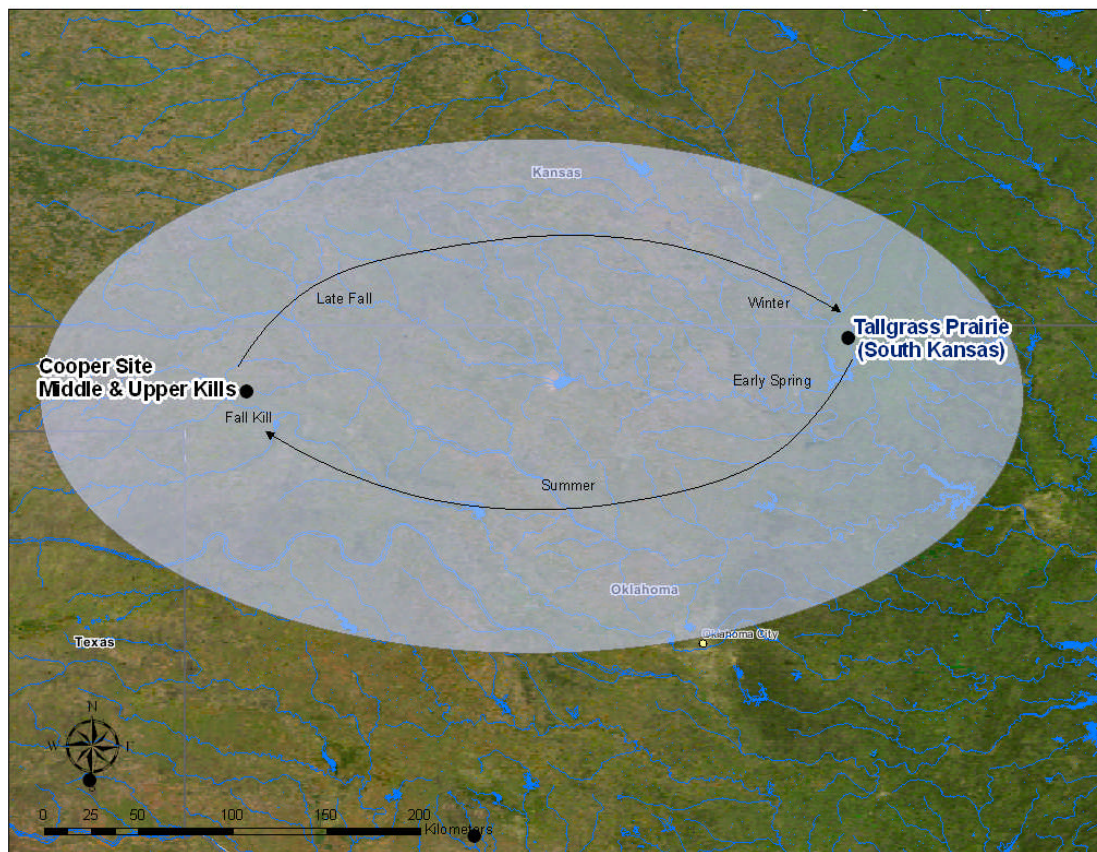 Kansas
Late Fall
Winter
Tallgrass Prairie
(South Kansas)
Cooper Site
Middle & Upper Kills
Early Spring
Fall Kill
Summer
Oklahoma
Oklahoma City
Texas
N
W E
S
0 25 50 100 150 200
Kilometers